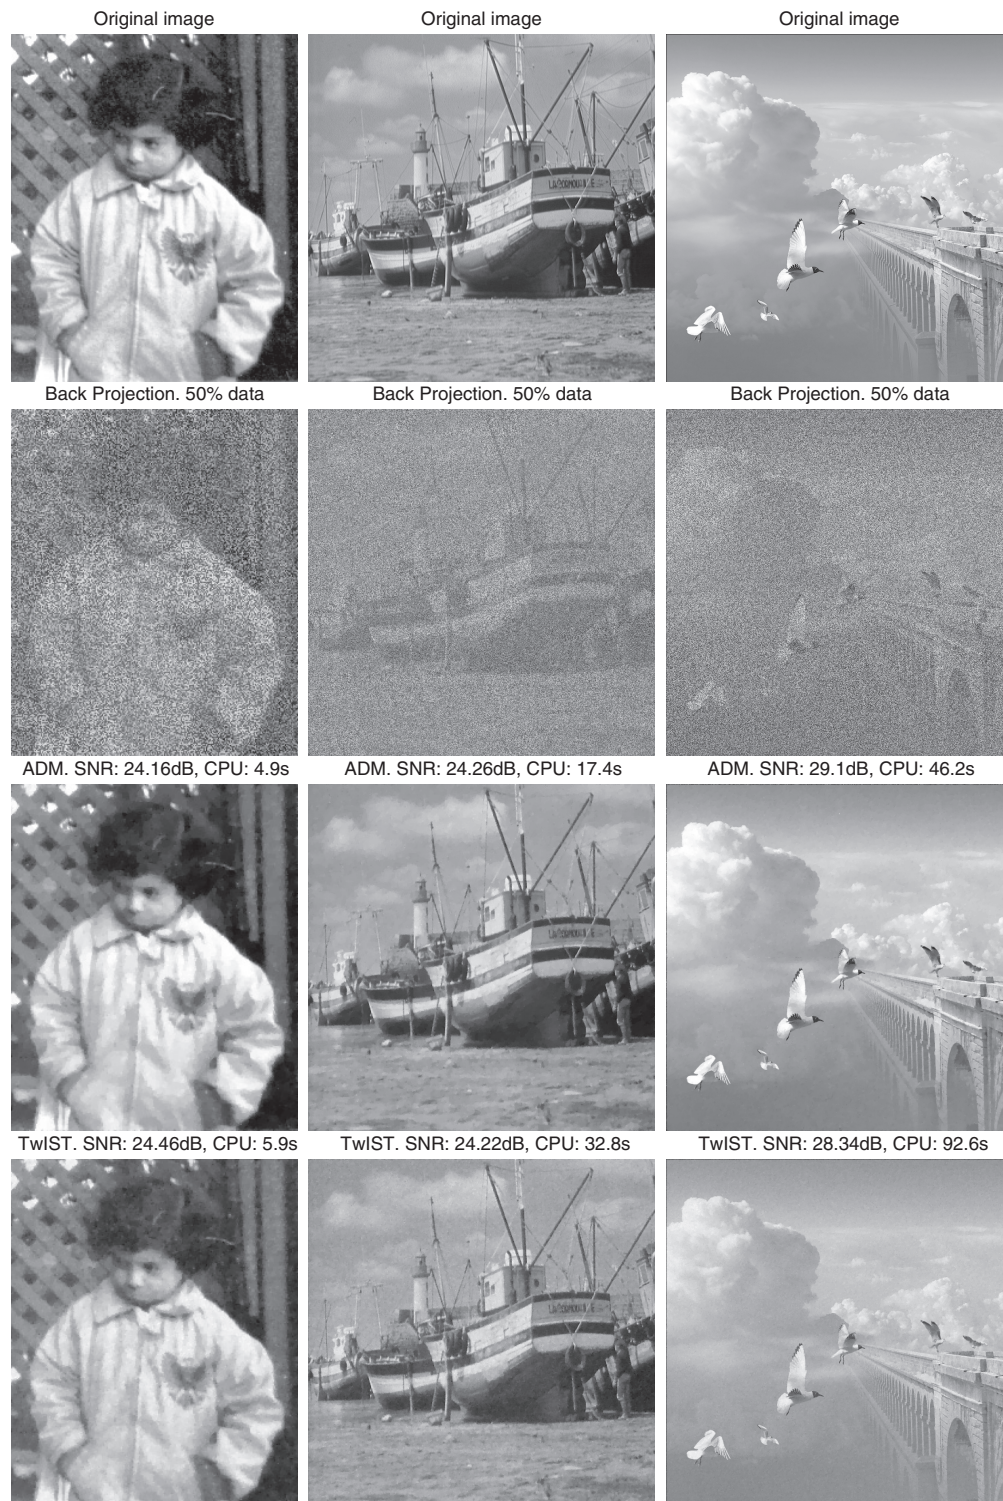 Original image
Original image
Original image
Back Projection. 50% data
Back Projection. 50% data
Back Projection. 50% data
ADM. SNR: 24.16dB, CPU: 4.9s
ADM. SNR: 24.26dB, CPU: 17.4s
ADM. SNR: 29.1dB, CPU: 46.2s
TwIST. SNR: 24.46dB, CPU: 5.9s
TwIST. SNR: 24.22dB, CPU: 32.8s
TwIST. SNR: 28.34dB, CPU: 92.6s